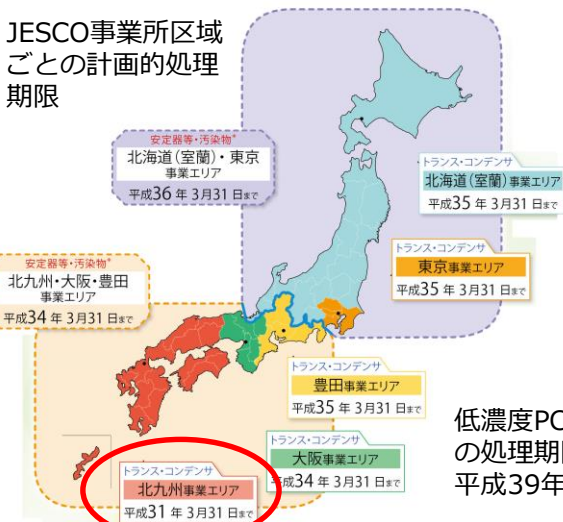 JESCO事業所区域
ごとの計画的処理
期限
安定器等・汚染物*
北海道(室蘭)・東京
事業エリア
平成36年 3月31日まで
トランス・コンデンサ
北海道(室蘭)事業エリア
平成35年 3月31日まで
トランス・コンデンサ
東京事業エリア
平成35年 3月31日まで
安定器等・汚染物*
北九州・大阪・豊田
事業エリア
平成34年 3月31日まで
トランス・コンデンサ
豊田事業エリア
平成35年 3月31日まで
トランス・コンデンサ
大阪事業エリア
平成34年 3月31日まで
トランス・コンデンサ
北九州事業エリア
平成31年 3月31日まで
低濃度PC
の処理期
平成39年